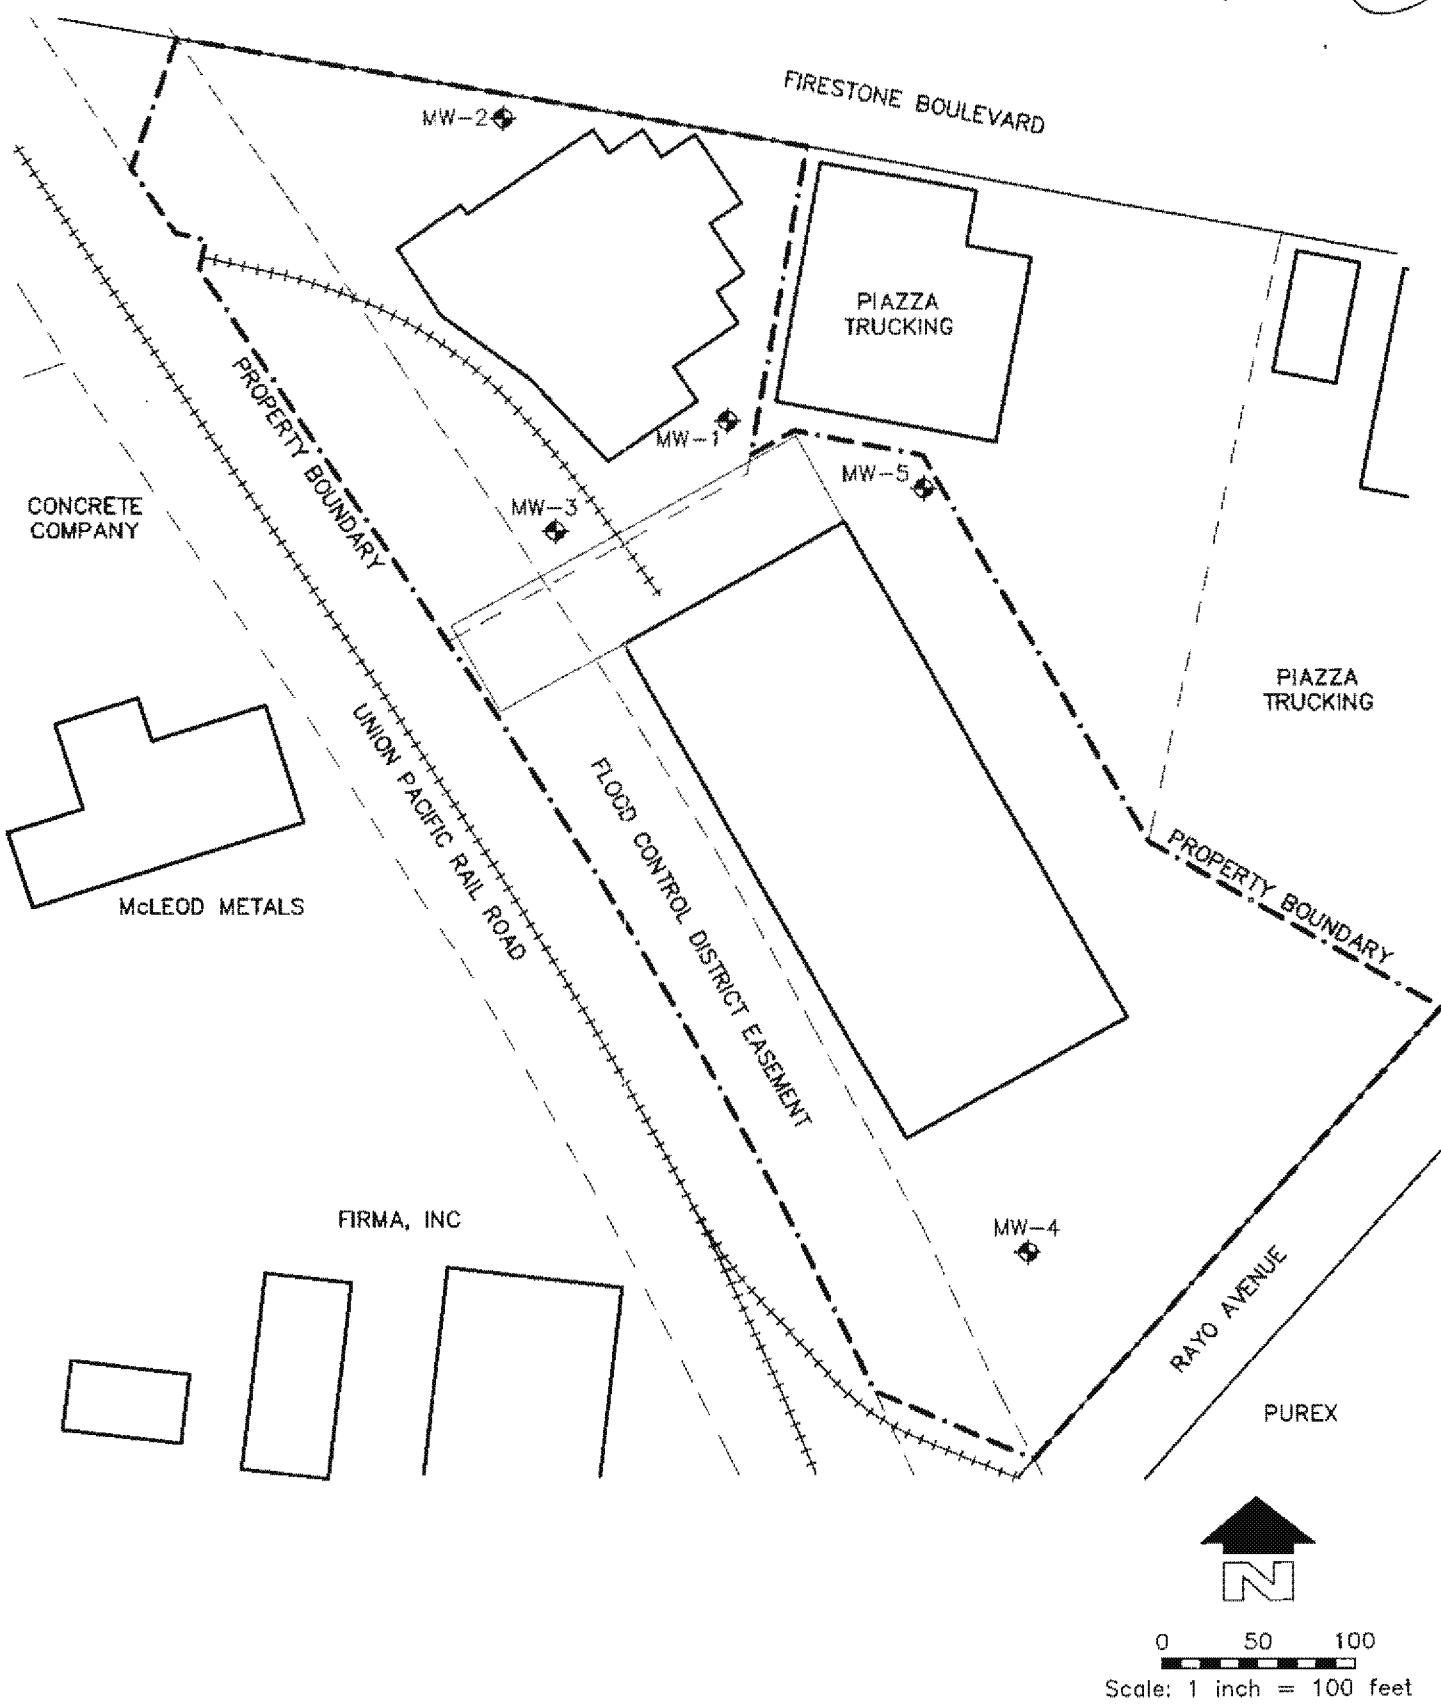 FIRESTONE BOULEVARD
MW-2
PIAZZA
TRUCKING
PROPERTY BOUNDARY
MW-1
MW-5
MW-3
CONCRETE
COMPANY
PIAZZA
TRUCKING
UNION PACIFIC RAIL ROAD
FLOOD CONTROL DISTRICT EASEMENT
PROPERTY BOUNDARY
McLEOD METALS
FIRMA, INC
MW-4
RAYO AVENUE
PUREX
N
0 50 100
Scale: 1 inch = 100 feet